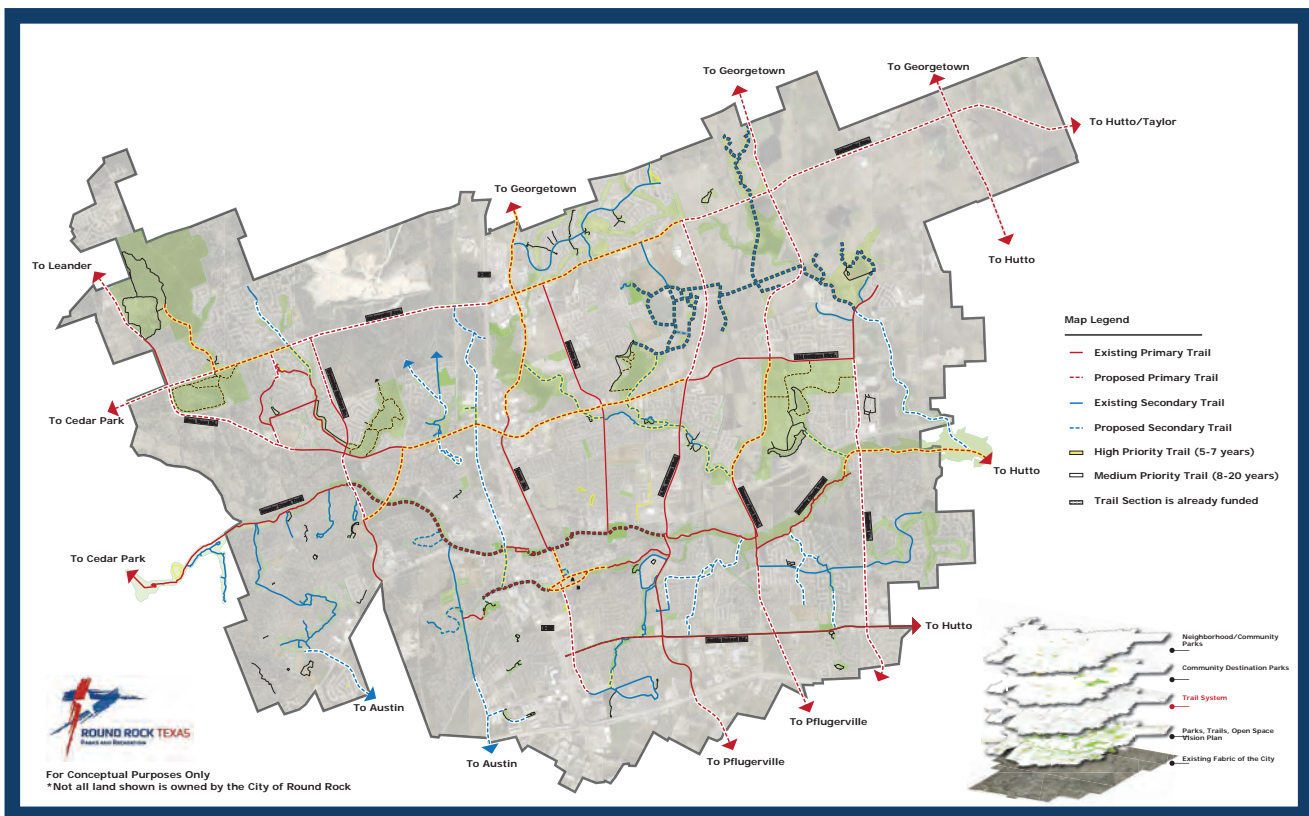 To Georgetown
To Georgetown
To Hutto/Taylor
To Georgetown
To Hutto
To Leander
To Cedar Park
To Hutto
To Cedar Park
To Hutto
To Austin
To Pflugerville
To Austin
To Pflugerville
Map Legend
Existing Primary Trail
Proposed Primary Trail
Existing Secondary Trail
Proposed Secondary Trail
High Priority Trail (5-7 years)
Medium Priority Trail (8-20 years)
Trail Section is already funded
Neighborhood/Community
Parks
Community Destination Parks
Trail System
Parks, Trails, Open Space
Vision Plan
Existing Fabric of the City
ROUND ROCK TEXAS
PARKS AND RECREATION
For Conceptual Purposes Only
*Not all land shown is owned by the City of Round Rock